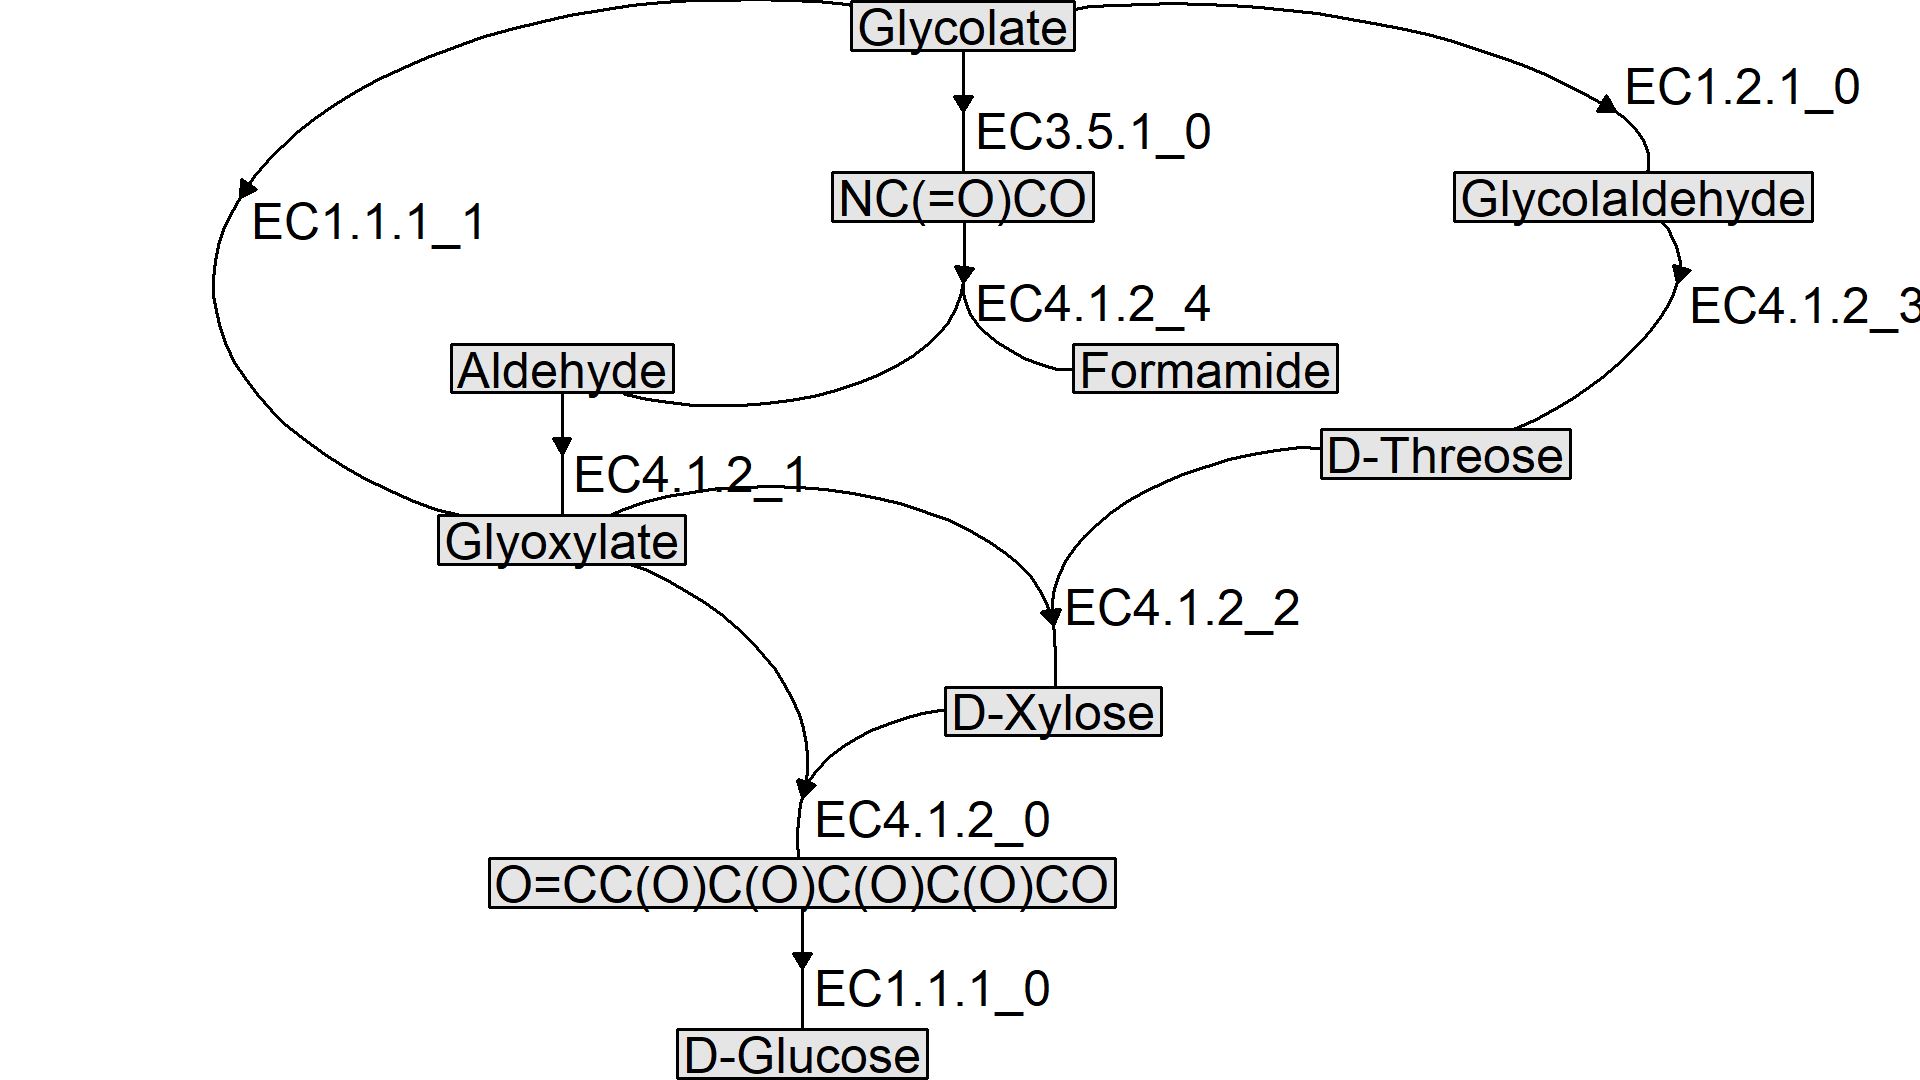 Glycolate
EC1.2.1_0
EC3.5.1_0
NC(=O)CO
Glycolaldehyde
EC1.1.1_1
EC4.1.2_4
EC4.1.2_3
Aldehyde
Formamide
D-Threose
EC4.1.2_1
Glyoxylate
EC4.1.2_2
D-Xylose
EC4.1.2_0
O=CC(O)C(O)C(O)C(O)CO
EC1.1.1_0
D-Glucose